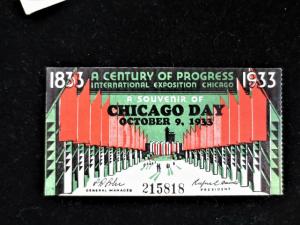 1833 A CENTURY OF PROGRESS 1933
INTERNATIONAL EXPOSITION CHICAGO
A SOUVENIR OF
CHICAGO DAY
OCTOBER 9, 1933
215818
GENERAL MANAGER
PRESIDENT